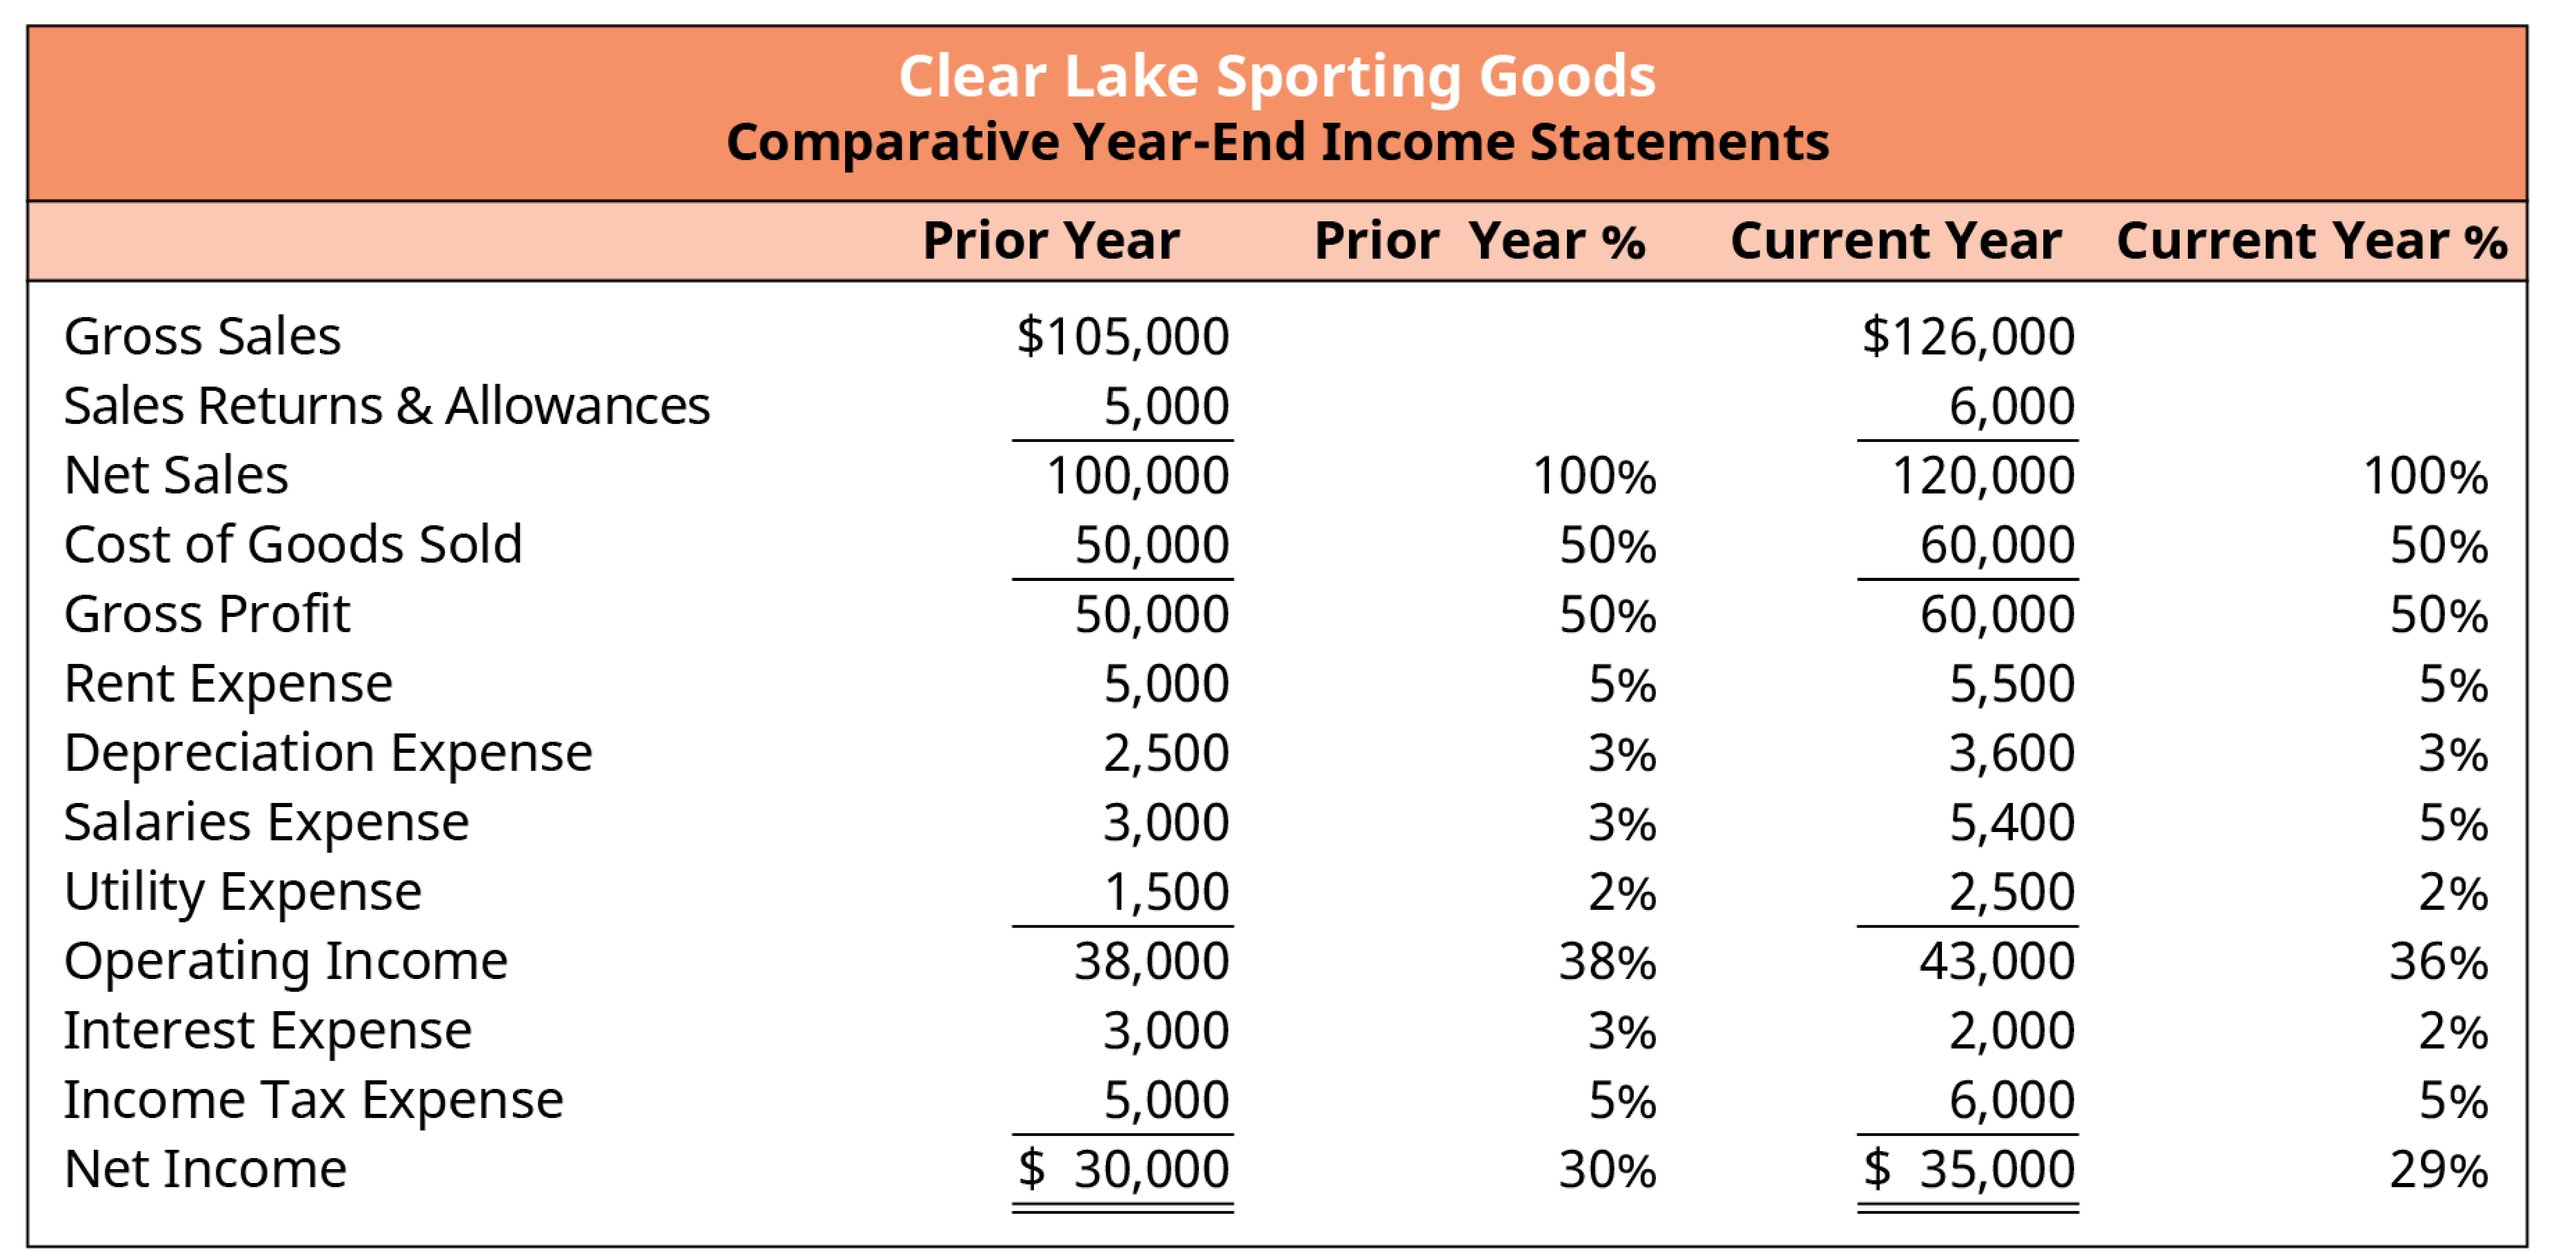 Clear Lake Sporting Goods
Comparative Year-End Income Statements
Prior Year Prior Year % Current Year Current Year %
Gross Sales $105,000 $126,000
Sales Returns & Allowances 5,000 6,000
Net Sales 100,000 100% 120,000 100%
Cost of Goods Sold 50,000 50% 60,000 50%
Gross Profit 50,000 50% 60,000 50%
Rent Expense 5,000 5% 5,500 5%
Depreciation Expense 2,500 3% 3,600 3%
Salaries Expense 3,000 3% 5,400 5%
Utility Expense 1,500 2% 2,500 2%
Operating Income 38,000 38% 43,000 36%
Interest Expense 3,000 3% 2,000 2%
Income Tax Expense 5,000 5% 6,000 5%
Net Income $ 30,000 30% $ 35,000 29%